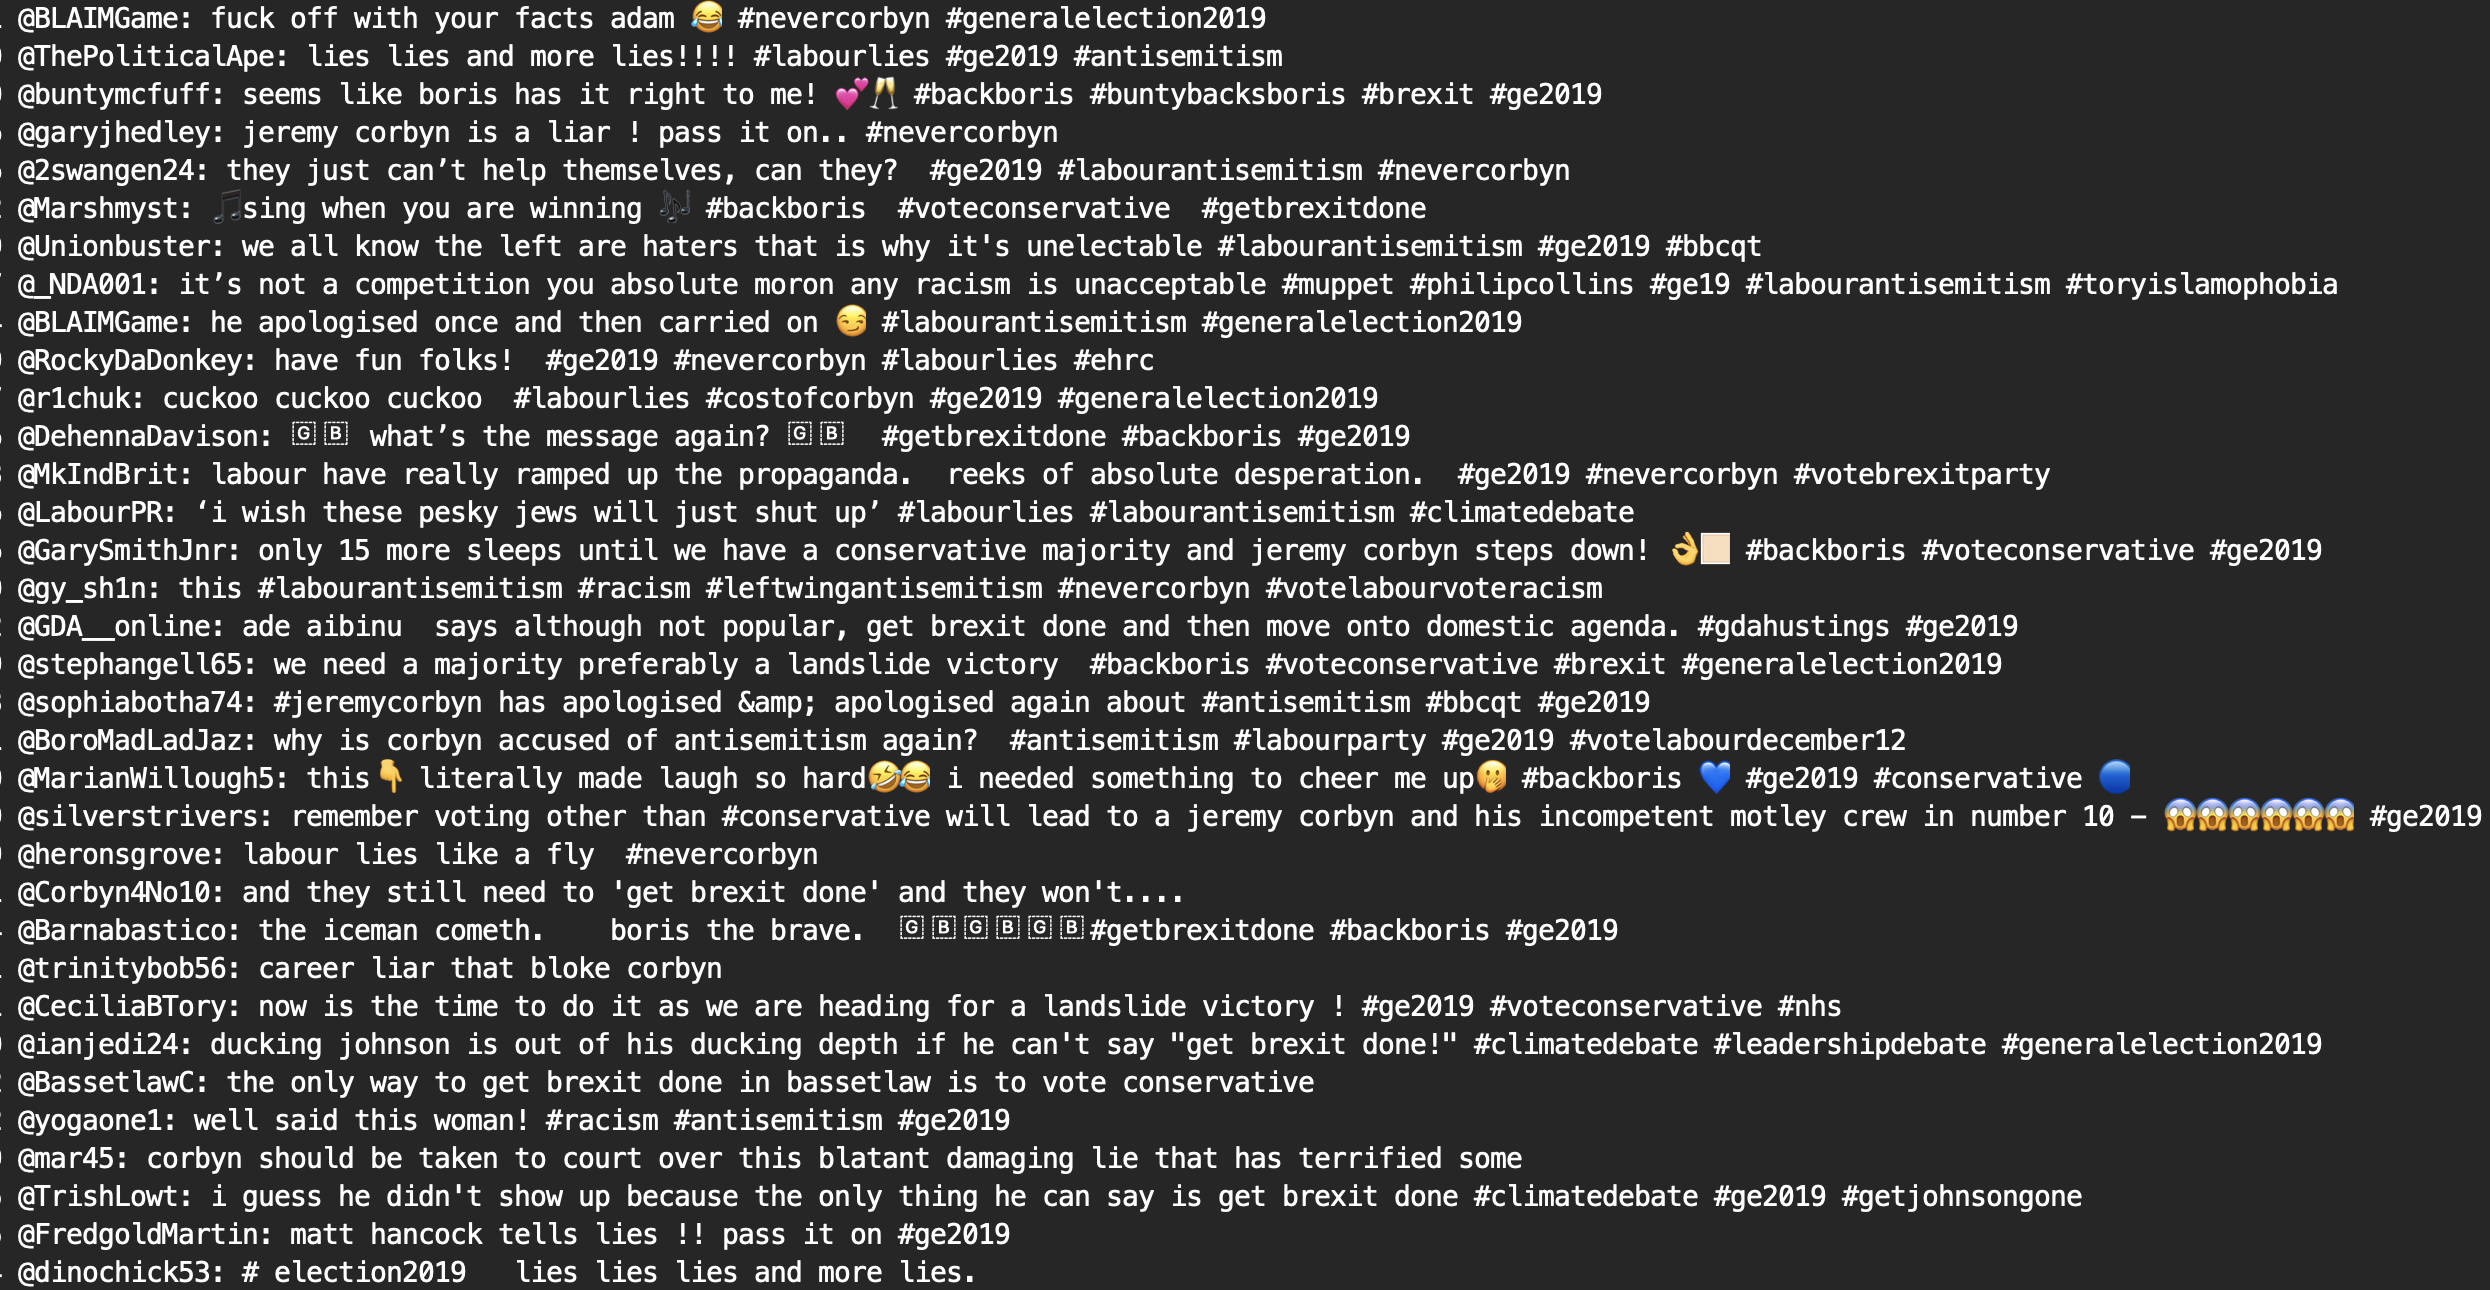 @BLAIMGame: fuck off with your facts adam 😂 #nevercorbyn #generalelection2019
@ThePoliticalApe: lies lies and more lies!!!! #labourlies #ge2019 #antisemitism
@buntymcfuff: seems like boris has it right to me! 💕🥂 #backboris #buntybacksboris #brexit #ge2019
@garyjhedley: jeremy corbyn is a liar ! pass it on.. #nevercorbyn
@2swangen24: they just can’t help themselves, can they?  #ge2019 #labourantisemitism #nevercorbyn
@Marshmyst: 🎵sing when you are winning 🎶 #backboris  #voteconservative  #getbrexitdone
@Unionbuster: we all know the left are haters that is why it's unelectable #labourantisemitism #ge2019 #bbcqt
@_NDA001: it’s not a competition you absolute moron any racism is unacceptable #muppet #philipcollins #ge19 #labourantisemitism #toryislamophobia
@BLAIMGame: he apologised once and then carried on 😏 #labourantisemitism #generalelection2019
@RockyDaDonkey: have fun folks!  #ge2019 #nevercorbyn #labourlies #ehrc
@r1chuk: cuckoo cuckoo cuckoo  #labourlies #costofcorbyn #ge2019 #generalelection2019
@DehennaDavison: 🇬🇧 what’s the message again? 🇬🇧  #getbrexitdone #backboris #ge2019
@MkIndBrit: labour have really ramped up the propaganda.  reeks of absolute desperation.  #ge2019 #nevercorbyn #votebrexitparty
@LabourPR: ‘i wish these pesky jews will just shut up’ #labourlies #labourantisemitism #climatedebate
@GarySmithJnr: only 15 more sleeps until we have a conservative majority and jeremy corbyn steps down! 👌🏻 #backboris #voteconservative #ge2019
@gy_sh1n: this #labourantisemitism #racism #leftwingantisemitism #nevercorbyn #votelabourvoteracism
@GDA__online: ade aibinu  says although not popular, get brexit done and then move onto domestic agenda. #gdahustings #ge2019
@stephangell65: we need a majority preferably a landslide victory  #backboris #voteconservative #brexit #generalelection2019
@sophiabotha74: #jeremycorbyn has apologised &amp; apologised again about #antisemitism #bbcqt #ge2019
@BoroMadLadJaz: why is corbyn accused of antisemitism again?  #antisemitism #labourparty #ge2019 #votelabourdecember12
@MarianWillough5: this👇 literally made laugh so hard🤣😂 i needed something to cheer me up🤭 #backboris 💙 #ge2019 #conservative 🔵
@silverstrivers: remember voting other than #conservative will lead to a jeremy corbyn and his incompetent motley crew in number 10 – 😱😱😱😱😱😱 #ge2019
@heronsgrove: labour lies like a fly  #nevercorbyn
@Corbyn4No10: and they still need to 'get brexit done' and they won't....
@Barnabastico: the iceman cometh.    boris the brave.  🇬🇧🇬🇧🇬🇧#getbrexitdone #backboris #ge2019
@trinitybob56: career liar that bloke corbyn
@CeciliaBTory: now is the time to do it as we are heading for a landslide victory ! #ge2019 #voteconservative #nhs
@ianjedi24: ducking johnson is out of his ducking depth if he can't say "get brexit done!" #climatedebate #leadershipdebate #generalelection2019
@BassetlawC: the only way to get brexit done in bassetlaw is to vote conservative
@yogaone1: well said this woman! #racism #antisemitism #ge2019
@mar45: corbyn should be taken to court over this blatant damaging lie that has terrified some
@TrishLowt: i guess he didn't show up because the only thing he can say is get brexit done #climatedebate #ge2019 #getjohnsongone
@FredgoldMartin: matt hancock tells lies !! pass it on #ge2019
@dinochick53: # election2019   lies lies lies and more lies.